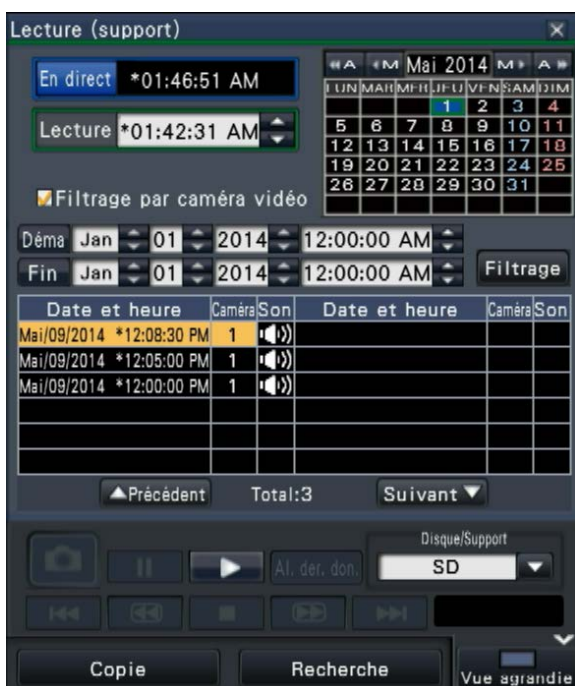 Lecture (support)
En direct *01:46:51 AM
Lecture *01:42:31 AM
A M Mai 2014 M A
LUN MAR MER JEU VEN SAM DIM
1 2 3 4
5 6 7 8 9 10 11
12 13 14 15 16 17 18
19 20 21 22 23 24 25
26 27 28 29 30 31
Filtrage par caméra vidéo
Déma Jan 01 2014 12:00:00 AM
Fin Jan 01 2014 12:00:00 AM
Filtrage
Date et heure Caméra Son Date et heure Caméra Son
Mai/09/2014 *12:08:30 PM 1
Mai/09/2014 *12:05:00 PM 1
Mai/09/2014 *12:00:00 PM 1
Précédent Total:3 Suivant
Disque/Support
Al. der. don. SD
Copie Recherche Vue agrandie